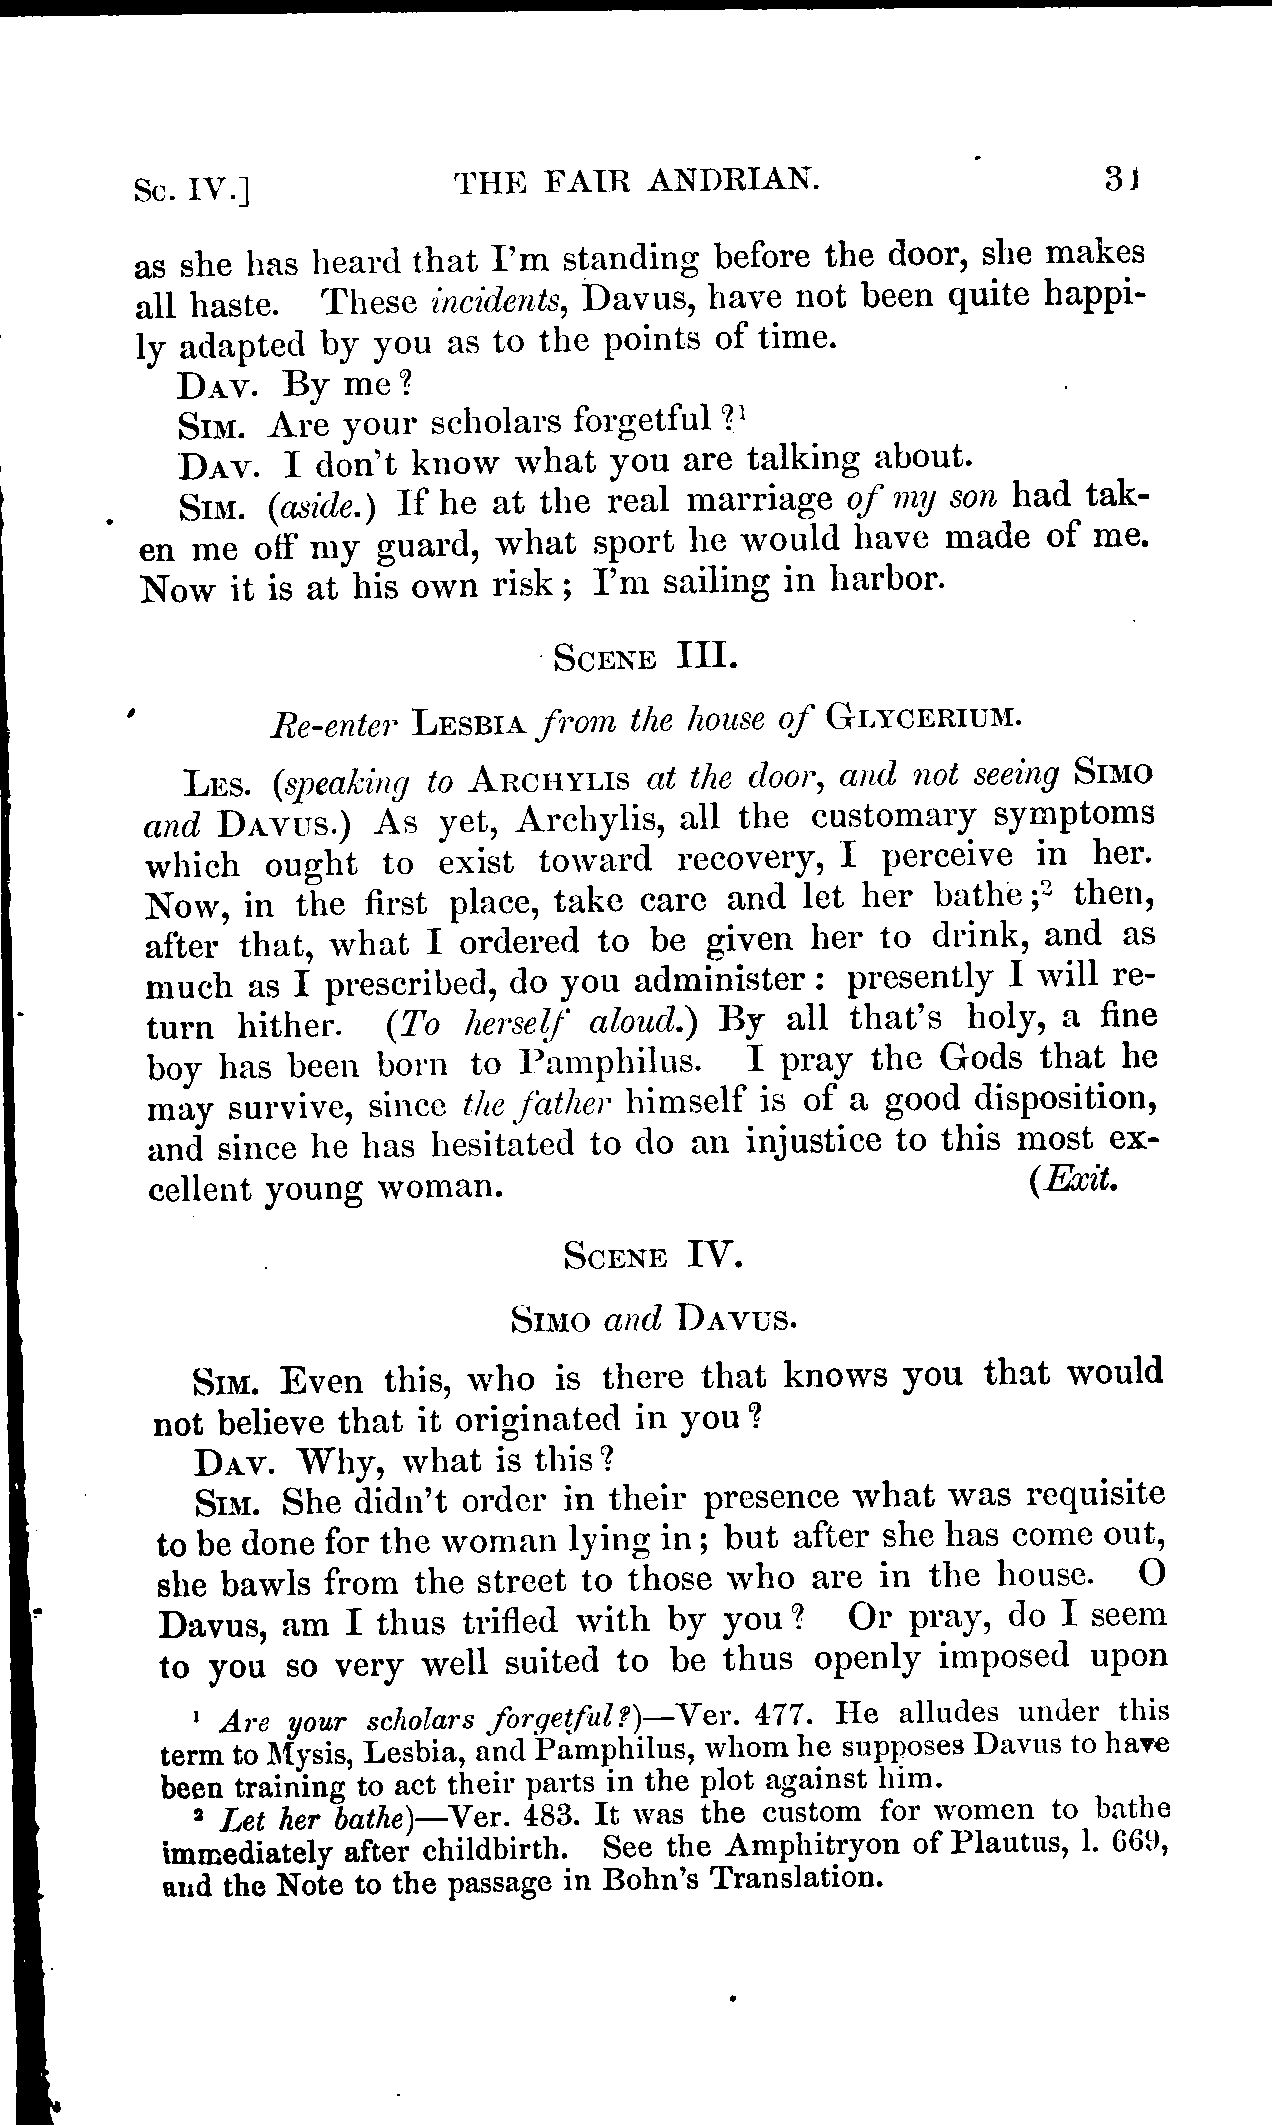 Sc. IV.] THE FAIR ANDRIAN. 31
as she has heard that I'm standing before the door, she makes
all haste. These incidents, Davus, have not been quite happi-
ly adapted by you as to the points of time.
Dav. By me?
Sim. Are your scholars forgetful?¹
Dav. I don't know what you are talking about.
Sim. (aside.) If he at the real marriage of my son had tak-
en me off my guard, what sport he would have made of me.
Now it is at his own risk; I'm sailing in harbor.
Scene III.
Re-enter Lesbia from the house of Glycerium.
Les. (speaking to Archylis at the door, and not seeing Simo
and Davus.) As yet, Archylis, all the customary symptoms
which ought to exist toward recovery, I perceive in her.
Now, in the first place, take care and let her bathe;² then,
after that, what I ordered to be given her to drink, and as
much as I prescribed, do you administer: presently I will re-
turn hither. (To herself aloud.) By all that's holy, a fine
boy has been born to Pamphilus. I pray the Gods that he
may survive, since the father himself is of a good disposition,
and since he has hesitated to do an injustice to this most ex-
cellent young woman. (Exit.
Scene IV.
Simo and Davus.
Sim. Even this, who is there that knows you that would
not believe that it originated in you?
Dav. Why, what is this?
Sim. She didn't order in their presence what was requisite
to be done for the woman lying in; but after she has come out,
she bawls from the street to those who are in the house. O
Davus, am I thus trifled with by you? Or pray, do I seem
to you so very well suited to be thus openly imposed upon
¹ Are your scholars forgetful?)—Ver. 477. He alludes under this
term to Mysis, Lesbia, and Pamphilus, whom he supposes Davus to have
been training to act their parts in the plot against him.
² Let her bathe)—Ver. 483. It was the custom for women to bathe
immediately after childbirth. See the Amphitryon of Plautus, l. 669,
and the Note to the passage in Bohn's Translation.